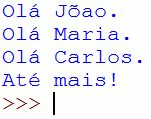 Olá Jõao.
Olá Maria.
Olá Carlos.
Até mais!
>>>